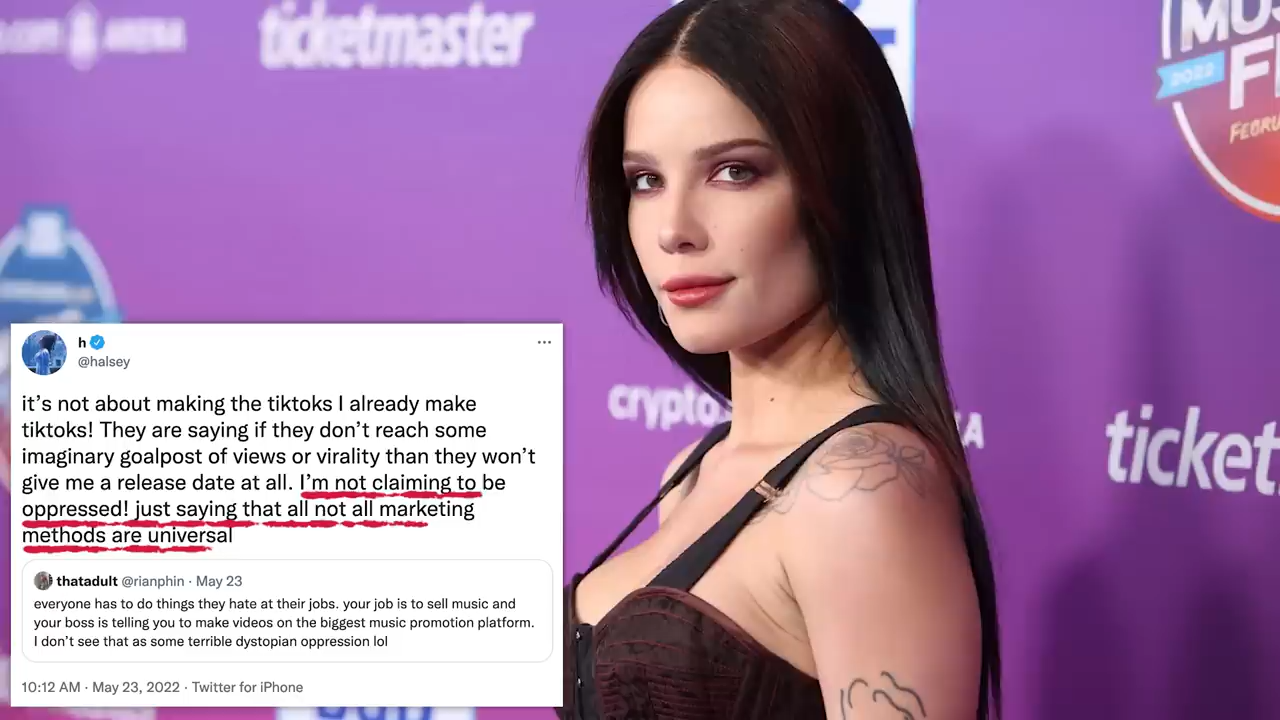 ARENA
ticketmaster
MUS
2022
FE
FEBRU
h
@halsey
it's not about making the tiktoks I already make
tiktoks! They are saying if they don't reach some
imaginary goalpost of views or virality than they won't
give me a release date at all. I'm not claiming to be
oppressed! just saying that all not all marketing
methods are universal
thatadult @rianphin · May 23
everyone has to do things they hate at their jobs. your job is to sell music and
your boss is telling you to make videos on the biggest music promotion platform.
I don't see that as some terrible dystopian oppression lol
10:12 AM · May 23, 2022 · Twitter for iPhone
crypto.
ticket